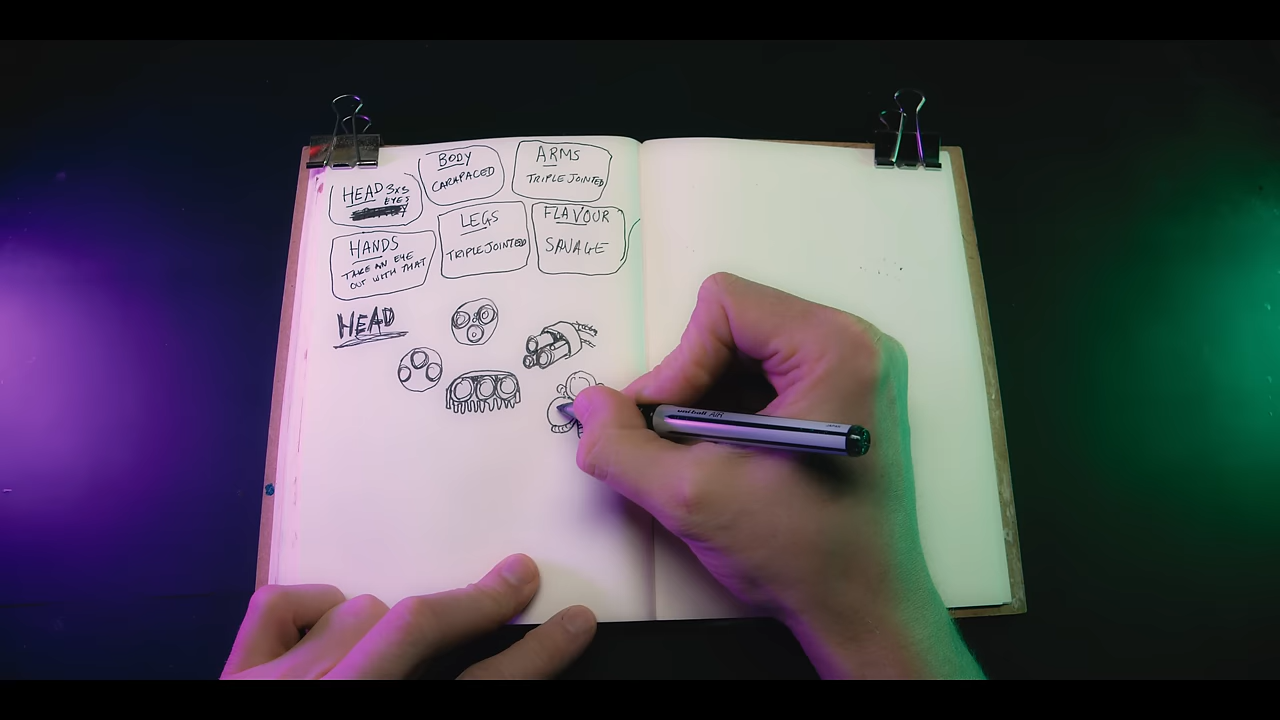 HEAD 3XS
EYES
BODY
CARAPACED
ARMS
TRIPLE JOINTED
HANDS
TAKE AN EYE
OUT WITH THAT
LEGS
TRIPLE JOINTED
FLAVOUR
SAVAGE
HEAD
uni-ball AIR